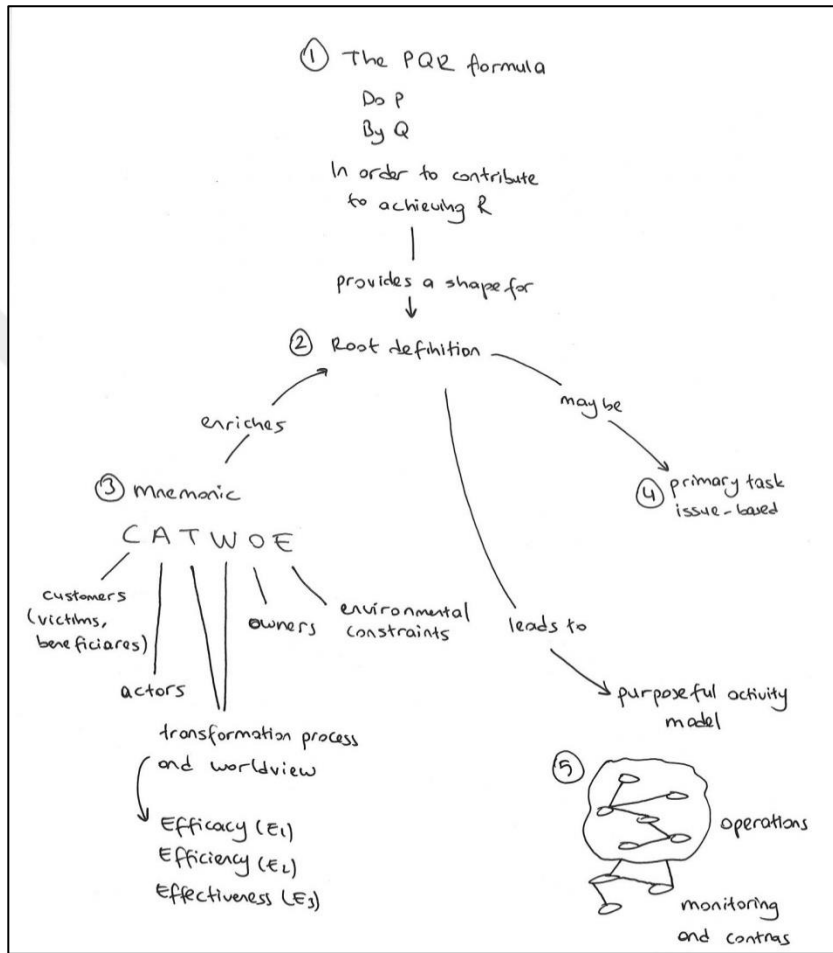 ① The PQR formula
Do P
By Q
In order to contribute
to achieving R
provides a shape for
② Root definition
enriches
may be
③ mnemonic
④ primary task
issue-based
C A T W O E
customers
(victims,
beneficiares)
owners
environmental
constraints
leads to
actors
purposeful activity
model
transformation process
and worldview
⑤
Efficacy (E1)
Efficiency (E2)
Effectiveness (E3)
operations
monitoring
and contras